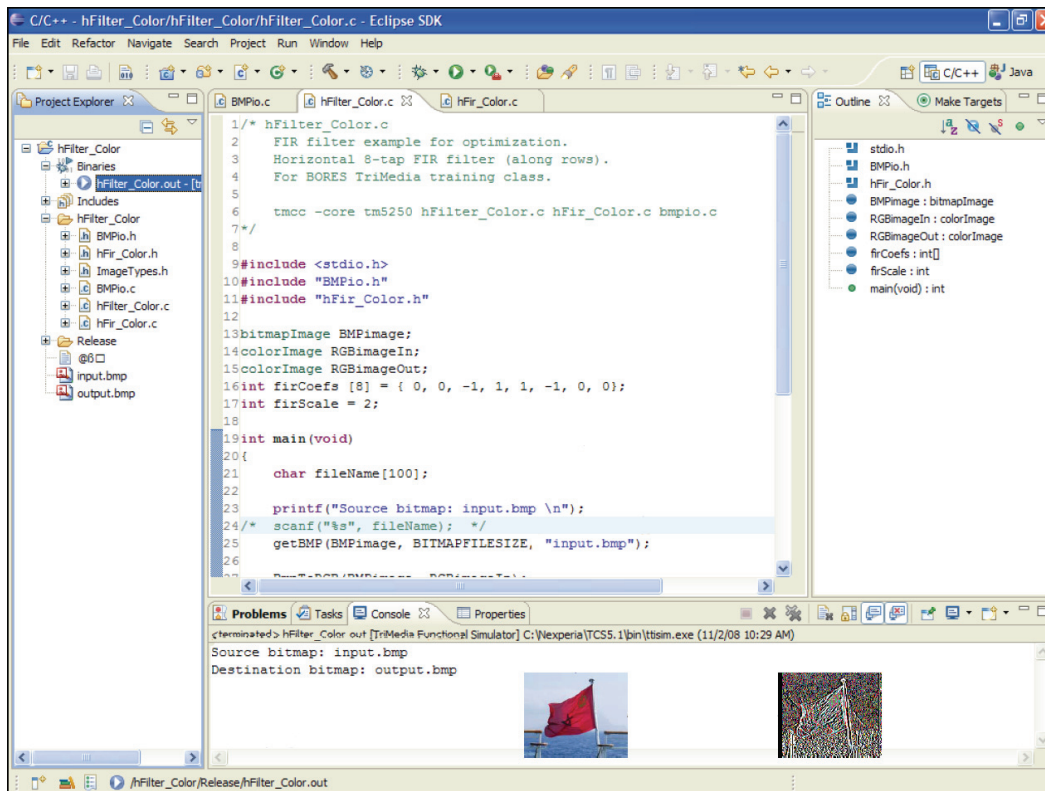 C/C++ - hFilter_Color/hFilter_Color/hFilter_Color.c - Eclipse SDK
File Edit Refactor Navigate Search Project Run Window Help
C/C++ Java
Project Explorer
hFilter_Color
Binaries
hFilter_Color.out - [t
Includes
hFilter_Color
BMPio.h
hFir_Color.h
ImageTypes.h
BMPio.c
hFilter_Color.c
hFir_Color.c
Release
@6□
input.bmp
output.bmp
BMPio.c hFilter_Color.c hFir_Color.c
1/* hFilter_Color.c
2 FIR filter example for optimization.
3 Horizontal 8-tap FIR filter (along rows).
4 For BORES TriMedia training class.
5
6 tmcc -core tm5250 hFilter_Color.c hFir_Color.c bmpio.c
7*/
8
9#include <stdio.h>
10#include "BMPio.h"
11#include "hFir_Color.h"
12
13bitmapImage BMPimage;
14colorImage RGBimageIn;
15colorImage RGBimageOut;
16int firCoefs [8] = { 0, 0, -1, 1, 1, -1, 0, 0};
17int firScale = 2;
18
19int main(void)
20{
21 char fileName[100];
22
23 printf("Source bitmap: input.bmp \n");
24/* scanf("%s", fileName); */
25 getBMP(BMPimage, BITMAPFILESIZE, "input.bmp");
26
Outline Make Targets
stdio.h
BMPio.h
hFir_Color.h
BMPimage : bitmapImage
RGBimageIn : colorImage
RGBimageOut : colorImage
firCoefs : int[]
firScale : int
main(void) : int
Problems Tasks Console Properties
<terminated> hFilter_Color out [TriMedia Functional Simulator] C:\Nexperia\TCS5.1\bin\ttisim.exe (11/2/08 10:29 AM)
Source bitmap: input.bmp
Destination bitmap: output.bmp
/hFilter_Color/Release/hFilter_Color.out